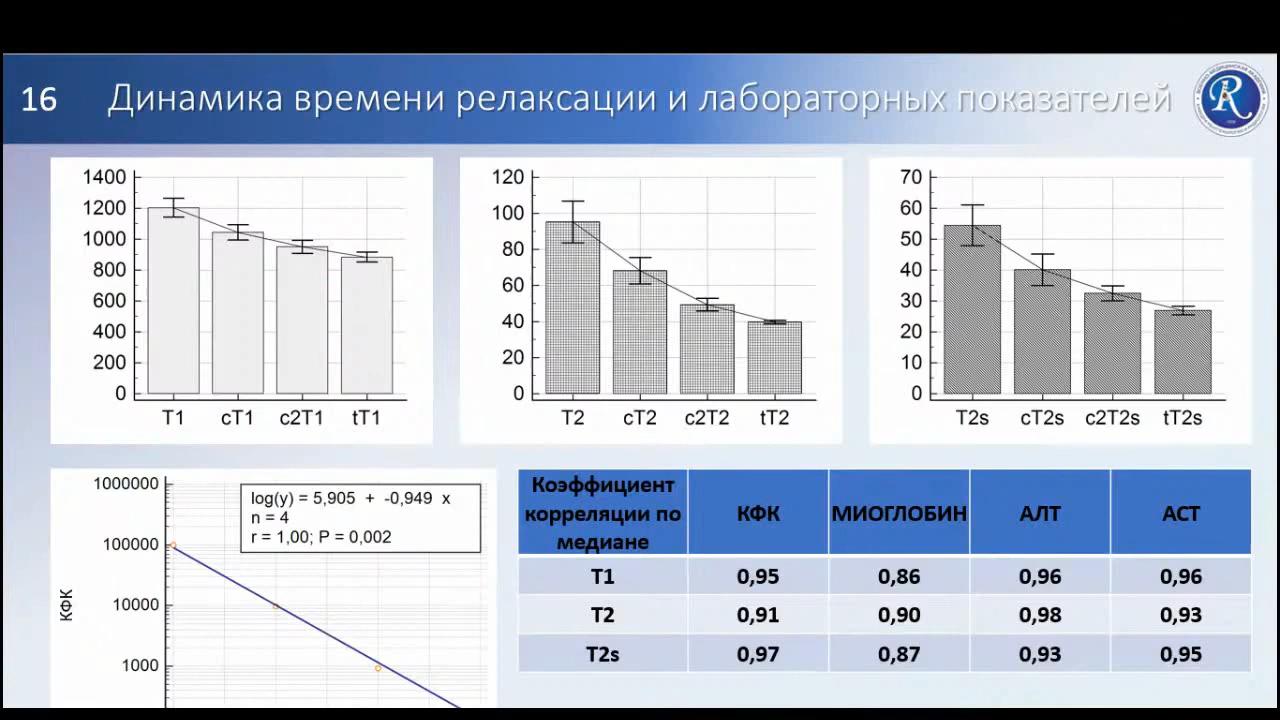 16 Динамика времени релаксации и лабораторных показателей
1400
1200
1000
800
600
400
200
0
T1 cT1 c2T1 tT1
120
100
80
60
40
20
0
T2 cT2 c2T2 tT2
70
60
50
40
30
20
10
0
T2s cT2s c2T2s tT2s
1000000
100000
10000
1000
КФК
log(y) = 5,905 + -0,949 x
n = 4
r = 1,00; P = 0,002
Коэффициент
корреляции по
медиане
КФК МИОГЛОБИН АЛТ АСТ
T1 0,95 0,86 0,96 0,96
T2 0,91 0,90 0,98 0,93
T2s 0,97 0,87 0,93 0,95